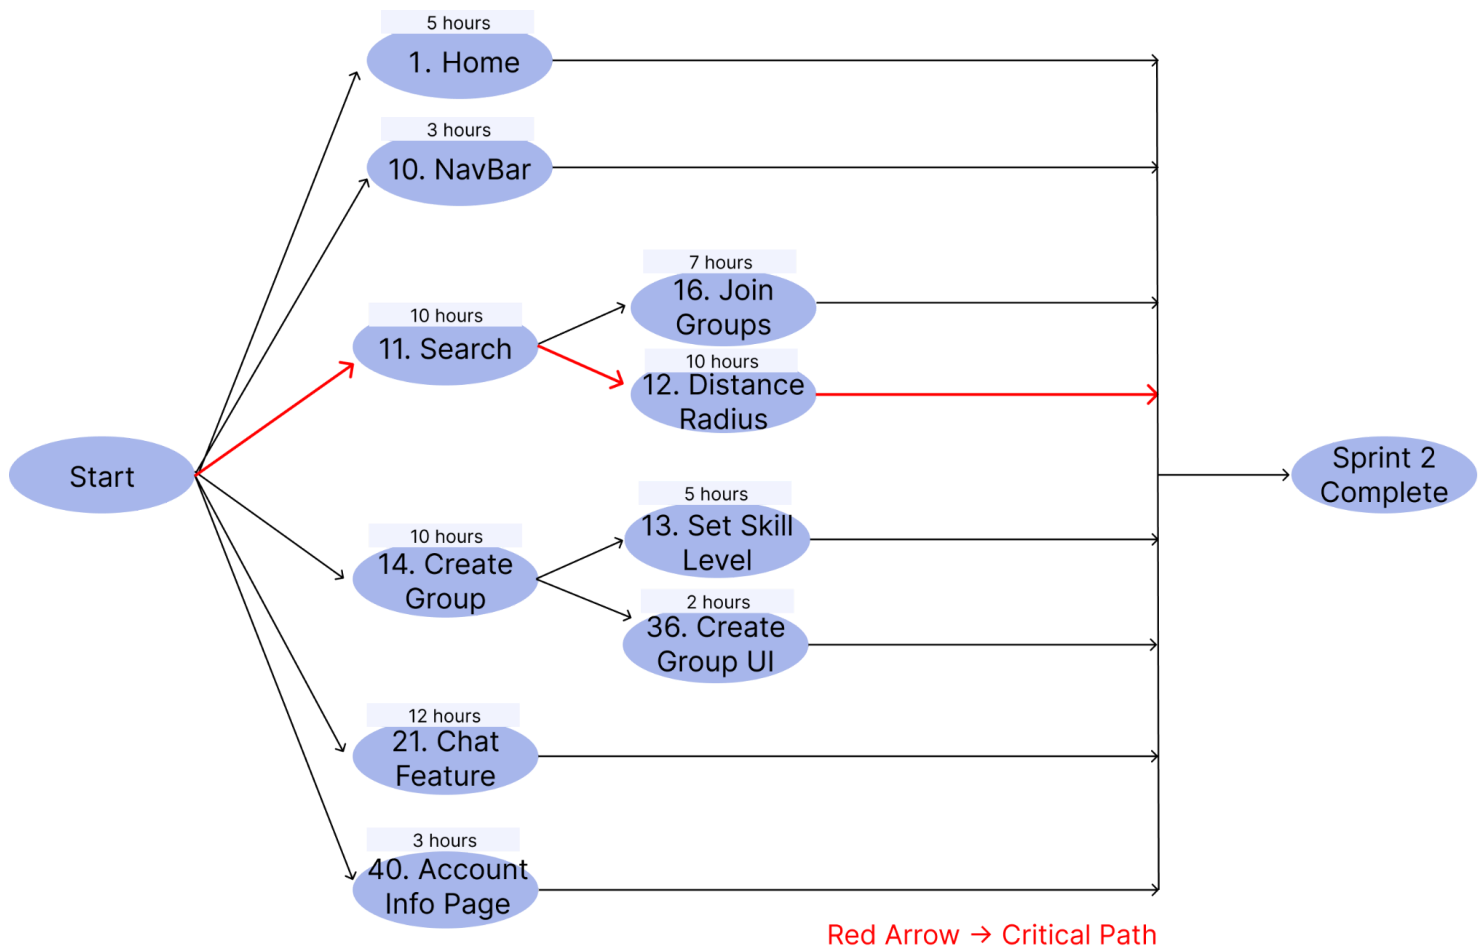 5 hours
1. Home
3 hours
10. NavBar
7 hours
16. Join
Groups
10 hours
11. Search
10 hours
12. Distance
Radius
Start
Sprint 2
Complete
5 hours
13. Set Skill
Level
10 hours
14. Create
Group
2 hours
36. Create
Group UI
12 hours
21. Chat
Feature
3 hours
40. Account
Info Page
Red Arrow → Critical Path